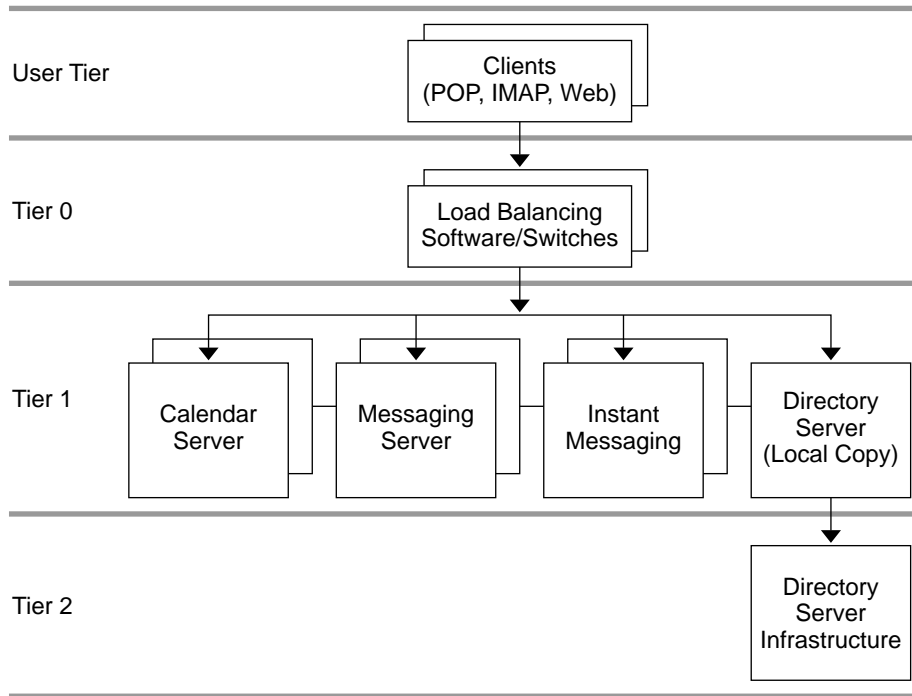 User Tier
Clients
(POP, IMAP, Web)
Tier 0
Load Balancing
Software/Switches
Tier 1
Calendar
Server
Messaging
Server
Instant
Messaging
Directory
Server
(Local Copy)
Tier 2
Directory
Server
Infrastructure